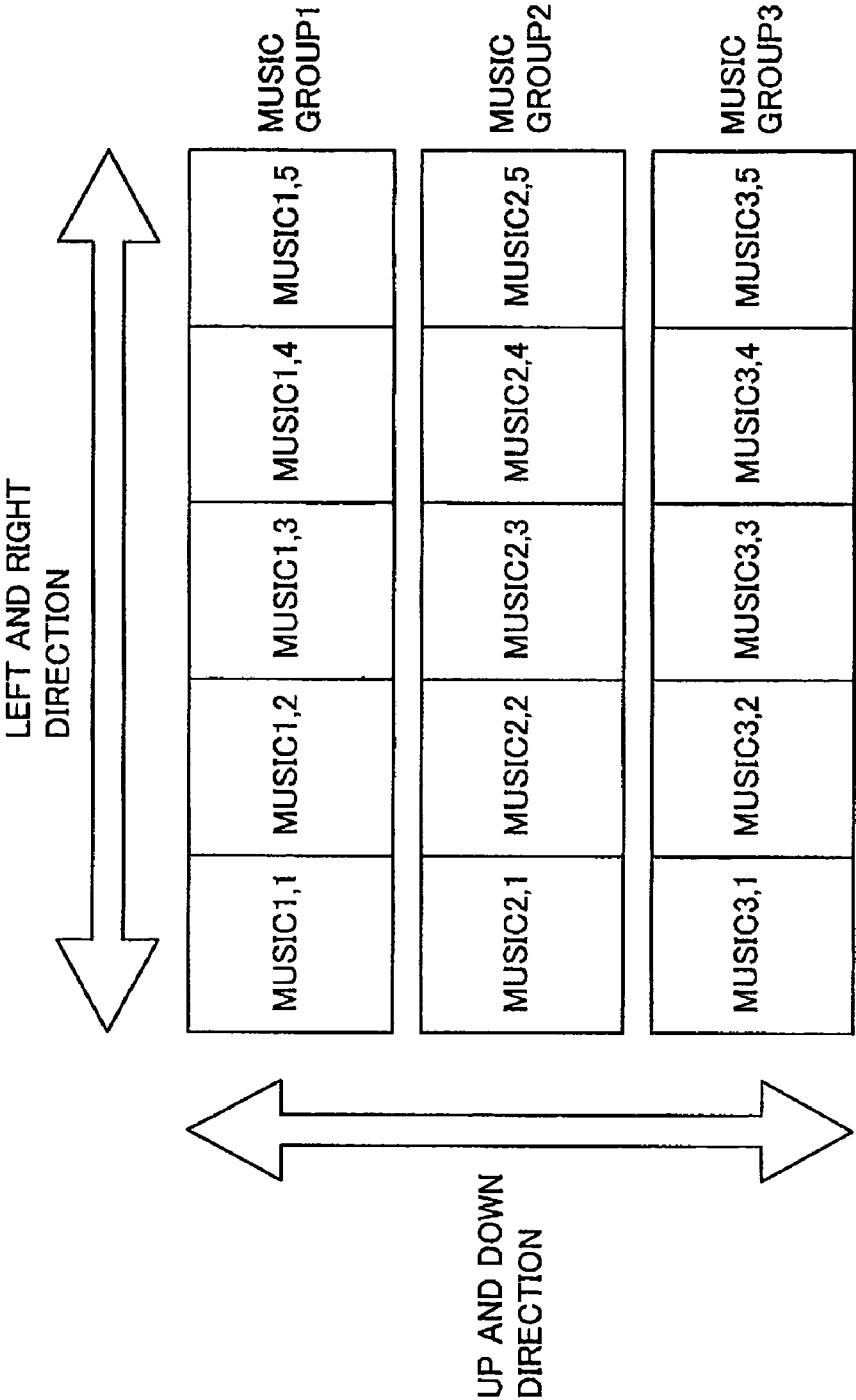 LEFT AND RIGHT
DIRECTION
UP AND DOWN
DIRECTION
MUSIC1,1
MUSIC1,2
MUSIC1,3
MUSIC1,4
MUSIC1,5
MUSIC
GROUP1
MUSIC2,1
MUSIC2,2
MUSIC2,3
MUSIC2,4
MUSIC2,5
MUSIC
GROUP2
MUSIC3,1
MUSIC3,2
MUSIC3,3
MUSIC3,4
MUSIC3,5
MUSIC
GROUP3